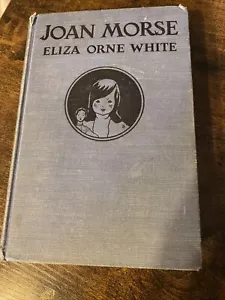 JOAN MORSE
ELIZA ORNE WHITE